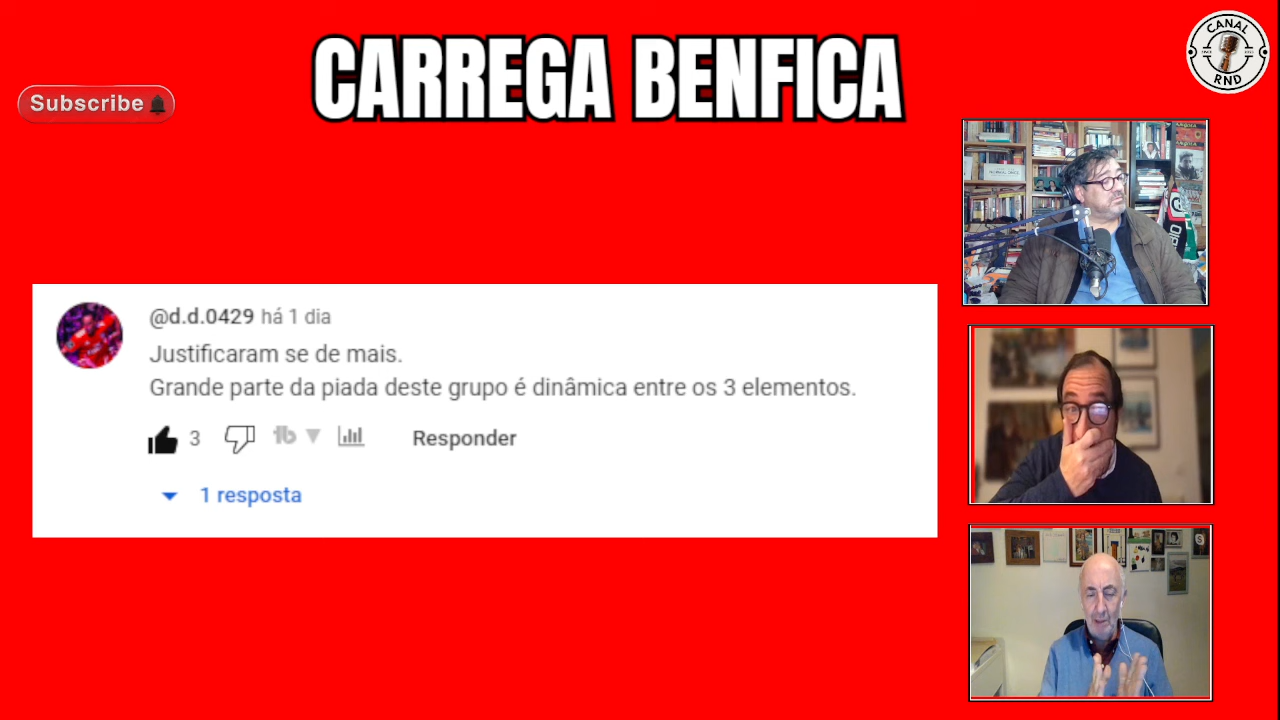 CARREGA BENFICA
CANAL
RND
Subscribe
@d.d.0429 há 1 dia
Justificaram se de mais.
Grande parte da piada deste grupo é dinâmica entre os 3 elementos.
3
Responder
1 resposta